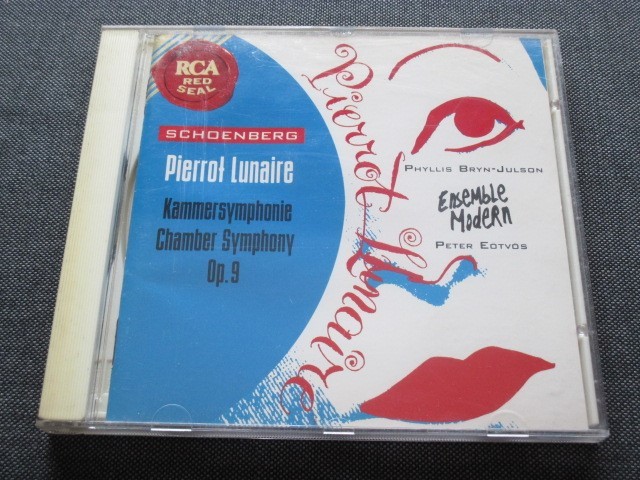 RCA
RED
SEAL
SCHOENBERG
Pierrot Lunaire
Kammersymphonie
Chamber Symphony
Op. 9
Pierrot Lunaire
PHYLLIS BRYN-JULSON
Ensemble
Modern
PETER EÖTVÖS